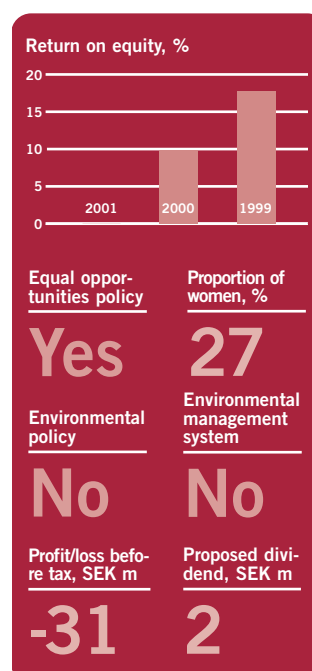 Return on equity, %
20
15
10
5
0
2001 2000 1999
Equal oppor-
tunities policy
Yes
Proportion of
women, %
27
Environmental
policy
No
Environmental
management
system
No
Profit/loss befo-
re tax, SEK m
-31
Proposed divi-
dend, SEK m
2